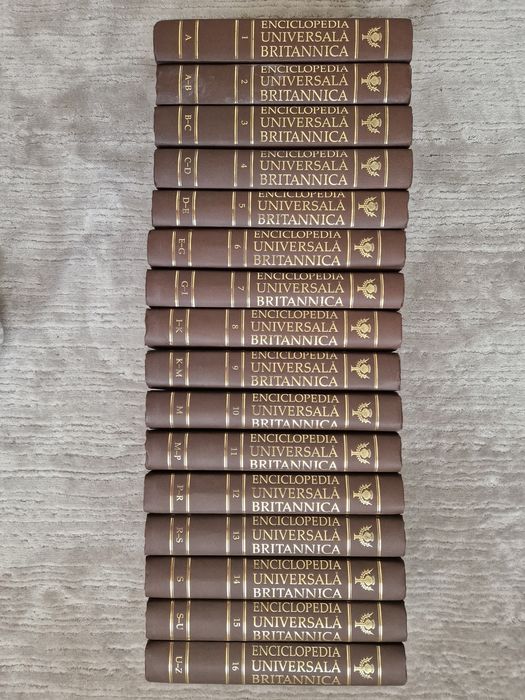 A 1 ENCICLOPEDIA
UNIVERSALĂ
BRITANNICA
A-B 2 ENCICLOPEDIA
UNIVERSALĂ
BRITANNICA
B-C 3 ENCICLOPEDIA
UNIVERSALĂ
BRITANNICA
C-D 4 ENCICLOPEDIA
UNIVERSALĂ
BRITANNICA
D-E 5 ENCICLOPEDIA
UNIVERSALĂ
BRITANNICA
E-G 6 ENCICLOPEDIA
UNIVERSALĂ
BRITANNICA
G-I 7 ENCICLOPEDIA
UNIVERSALĂ
BRITANNICA
I-K 8 ENCICLOPEDIA
UNIVERSALĂ
BRITANNICA
K-M 9 ENCICLOPEDIA
UNIVERSALĂ
BRITANNICA
M 10 ENCICLOPEDIA
UNIVERSALĂ
BRITANNICA
M-P 11 ENCICLOPEDIA
UNIVERSALĂ
BRITANNICA
P-R 12 ENCICLOPEDIA
UNIVERSALĂ
BRITANNICA
R-S 13 ENCICLOPEDIA
UNIVERSALĂ
BRITANNICA
S 14 ENCICLOPEDIA
UNIVERSALĂ
BRITANNICA
S-U 15 ENCICLOPEDIA
UNIVERSALĂ
BRITANNICA
U-Z 16 ENCICLOPEDIA
UNIVERSALĂ
BRITANNICA